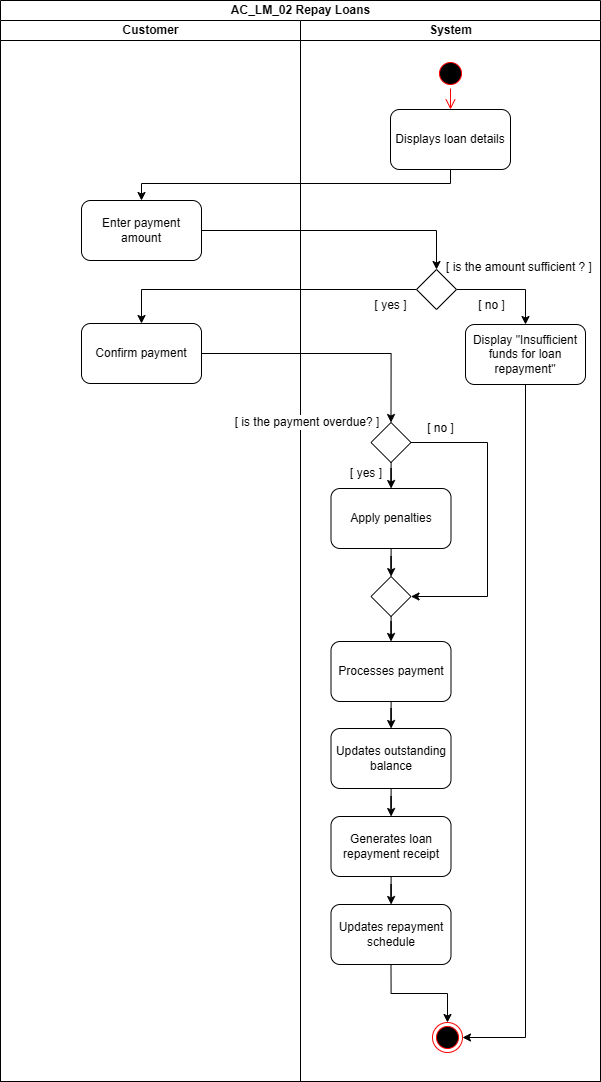 AC_LM_02 Repay Loans
Customer
System
Displays loan details
Enter payment
amount
[ is the amount sufficient ? ]
[ yes ]
[ no ]
Confirm payment
Display "Insufficient
funds for loan
repayment"
[ is the payment overdue? ]
[ no ]
[ yes ]
Apply penalties
Processes payment
Updates outstanding
balance
Generates loan
repayment receipt
Updates repayment
schedule